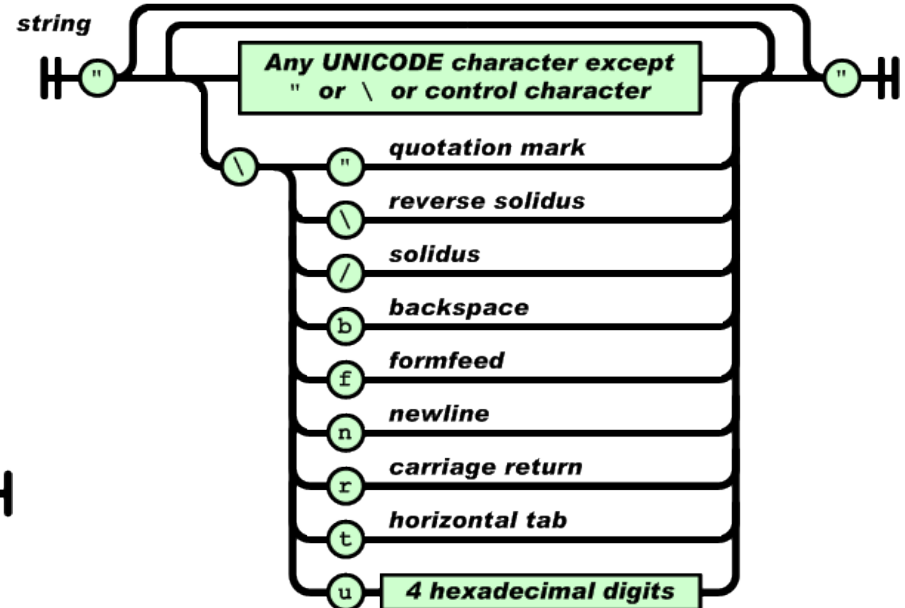 string
" Any UNICODE character except "
" or \ or control character
\ " quotation mark
\ reverse solidus
/ solidus
b backspace
f formfeed
n newline
r carriage return
t horizontal tab
u 4 hexadecimal digits